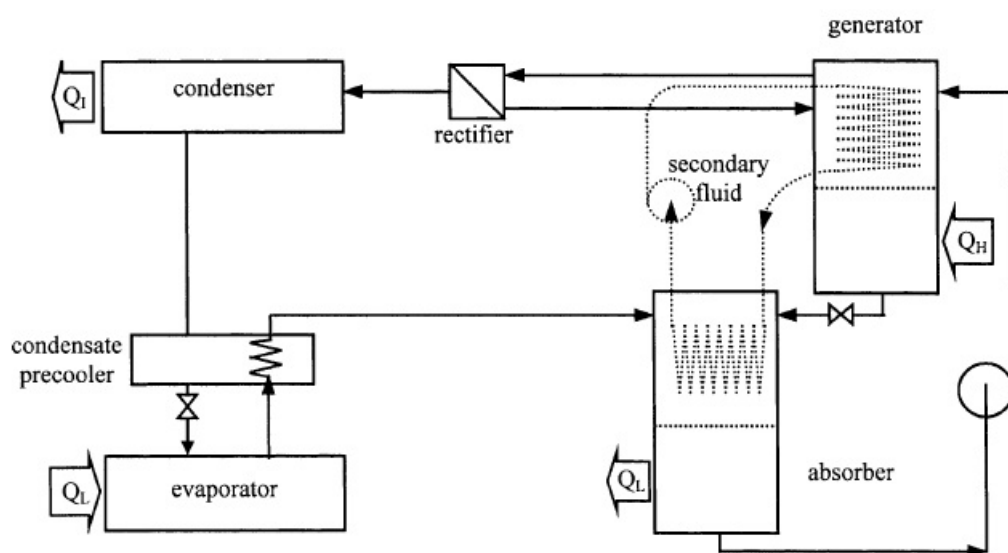 generator
Q_I
condenser
rectifier
secondary
fluid
Q_H
condensate
precooler
Q_L
evaporator
Q_L
absorber